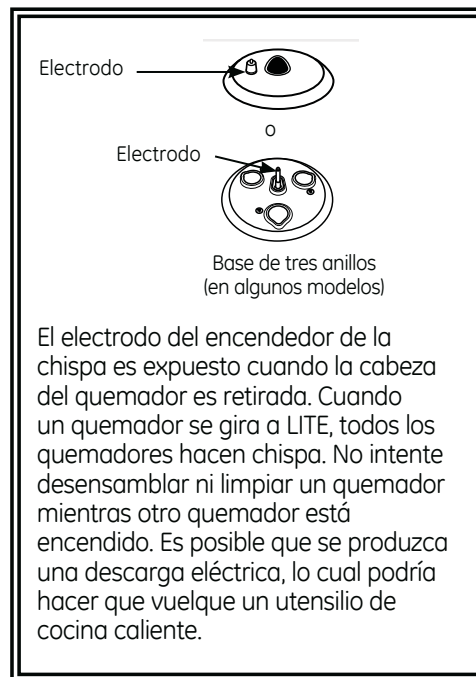 Electrodo
o
Electrodo
Base de tres anillos
(en algunos modelos)
El electrodo del encendedor de la
chispa es expuesto cuando la cabeza
del quemador es retirada. Cuando
un quemador se gira a LITE, todos los
quemadores hacen chispa. No intente
desensamblar ni limpiar un quemador
mientras otro quemador está
encendido. Es posible que se produzca
una descarga eléctrica, lo cual podría
hacer que vuelque un utensilio de
cocina caliente.